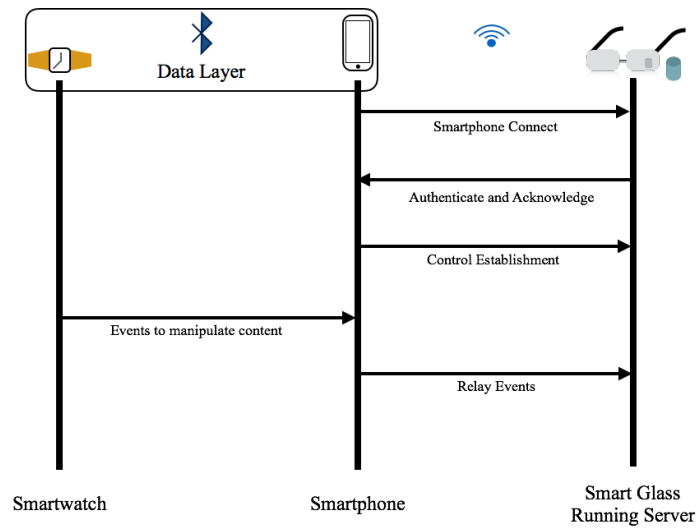 Data Layer
Smartphone Connect
Authenticate and Acknowledge
Control Establishment
Events to manipulate content
Relay Events
Smartwatch
Smartphone
Smart Glass
Running Server